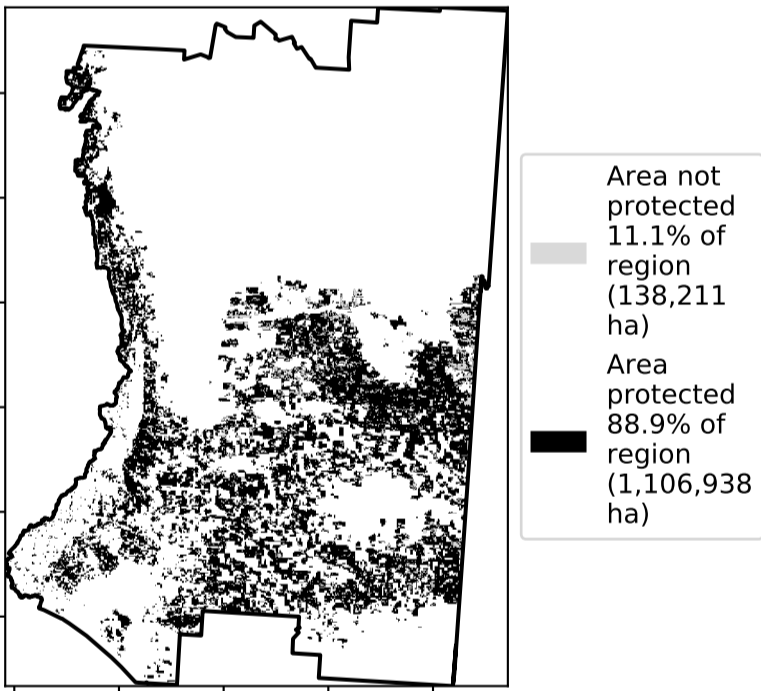 Area not
protected
11.1% of
region
(138,211
ha)
Area
protected
88.9% of
region
(1,106,938
ha)